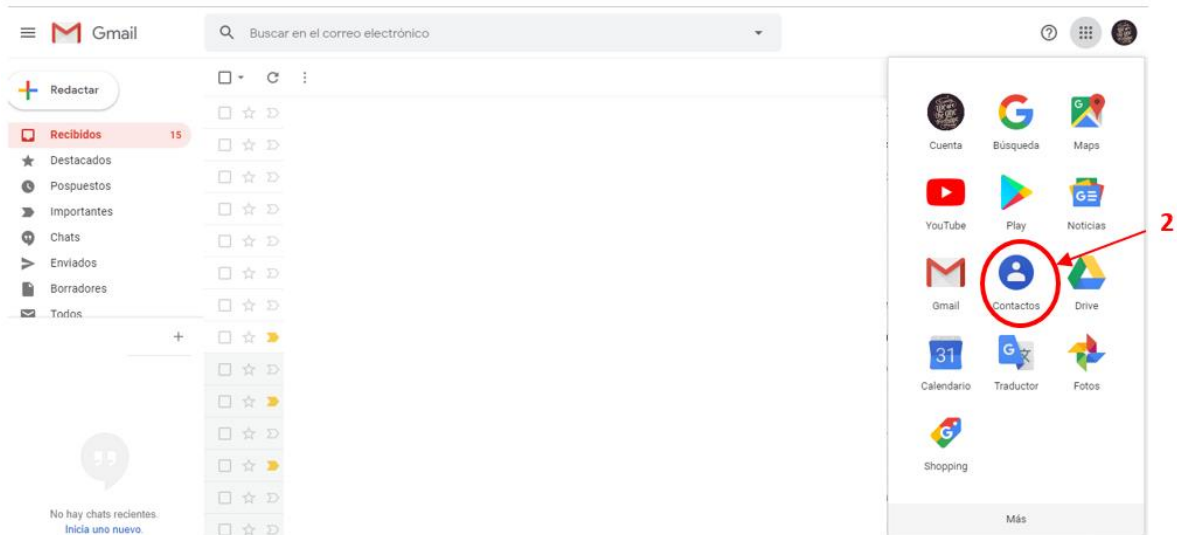 Gmail
Buscar en el correo electrónico
Redactar
Recibidos 15
Destacados
Pospuestos
Importantes
Chats
Enviados
Borradores
Todos
No hay chats recientes.
Inicia uno nuevo.
Cuenta Búsqueda Maps
YouTube Play Noticias
2
Gmail Contactos Drive
31
Calendario Traductor Fotos
Shopping
Más